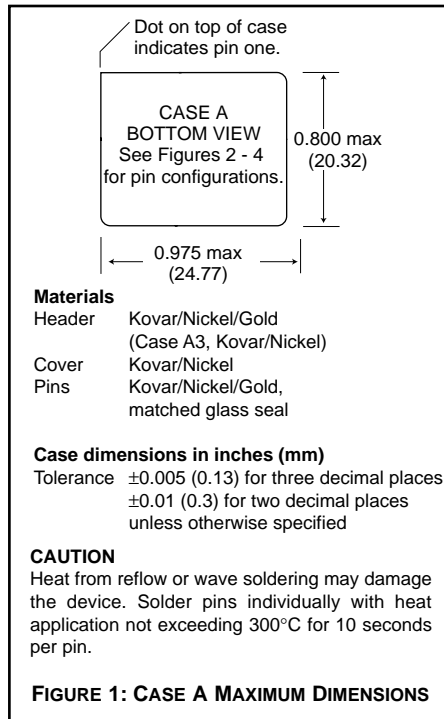 Dot on top of case
indicates pin one.
CASE A
BOTTOM VIEW
See Figures 2 - 4
for pin configurations.
0.800 max
(20.32)
0.975 max
(24.77)
Materials
Header Kovar/Nickel/Gold
(Case A3, Kovar/Nickel)
Cover Kovar/Nickel
Pins Kovar/Nickel/Gold,
matched glass seal
Case dimensions in inches (mm)
Tolerance ±0.005 (0.13) for three decimal places
±0.01 (0.3) for two decimal places
unless otherwise specified
CAUTION
Heat from reflow or wave soldering may damage
the device. Solder pins individually with heat
application not exceeding 300°C for 10 seconds
per pin.
FIGURE 1: CASE A MAXIMUM DIMENSIONS